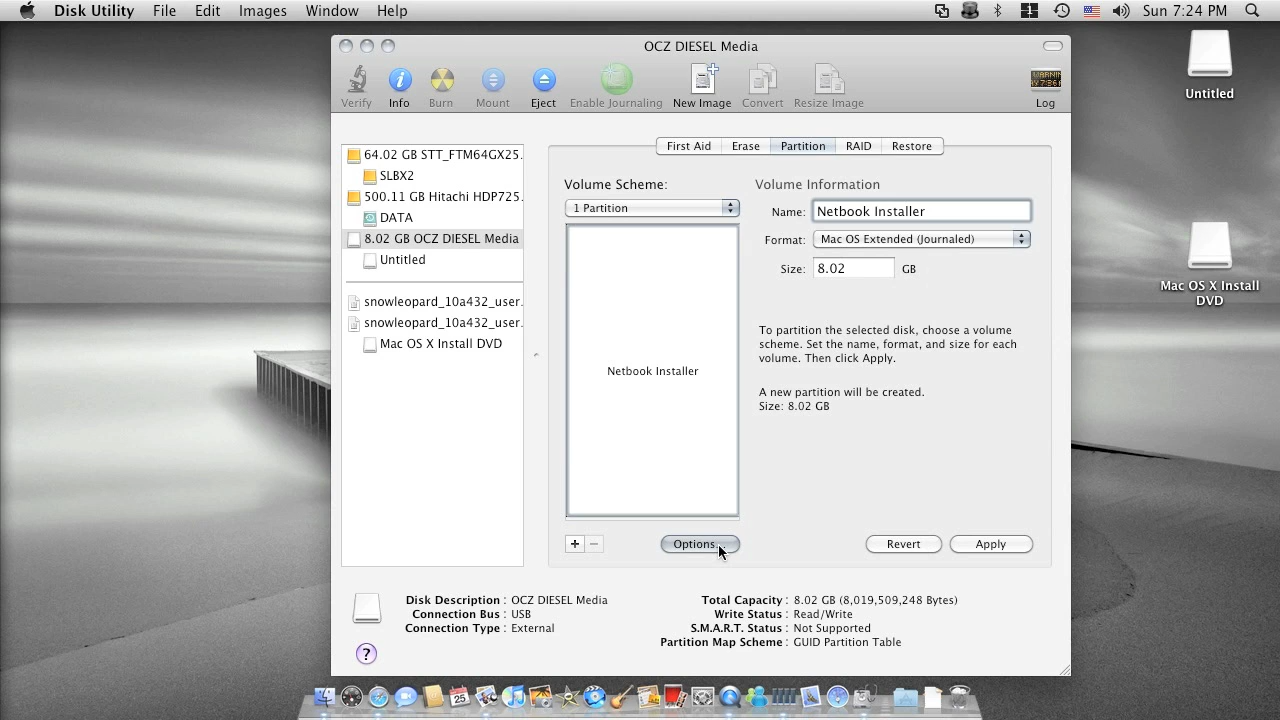 Disk Utility File Edit Images Window Help
1 Sun 7:24 PM
OCZ DIESEL Media
Verify Info Burn Mount Eject Enable Journaling New Image Convert Resize Image Log
First Aid Erase Partition RAID Restore
64.02 GB STT_FTM64GX25.
SLBX2
500.11 GB Hitachi HDP725.
DATA
8.02 GB OCZ DIESEL Media
Untitled
snowleopard_10a432_user.
snowleopard_10a432_user.
Mac OS X Install DVD
Volume Scheme:
1 Partition
Netbook Installer
+ −
Options...
Volume Information
Name: Netbook Installer
Format: Mac OS Extended (Journaled)
Size: 8.02 GB
To partition the selected disk, choose a volume
scheme. Set the name, format, and size for each
volume. Then click Apply.
A new partition will be created.
Size: 8.02 GB
Revert Apply
Disk Description : OCZ DIESEL Media
Connection Bus : USB
Connection Type : External
Total Capacity : 8.02 GB (8,019,509,248 Bytes)
Write Status : Read/Write
S.M.A.R.T. Status : Not Supported
Partition Map Scheme : GUID Partition Table
?
Untitled
Mac OS X Install
DVD
25